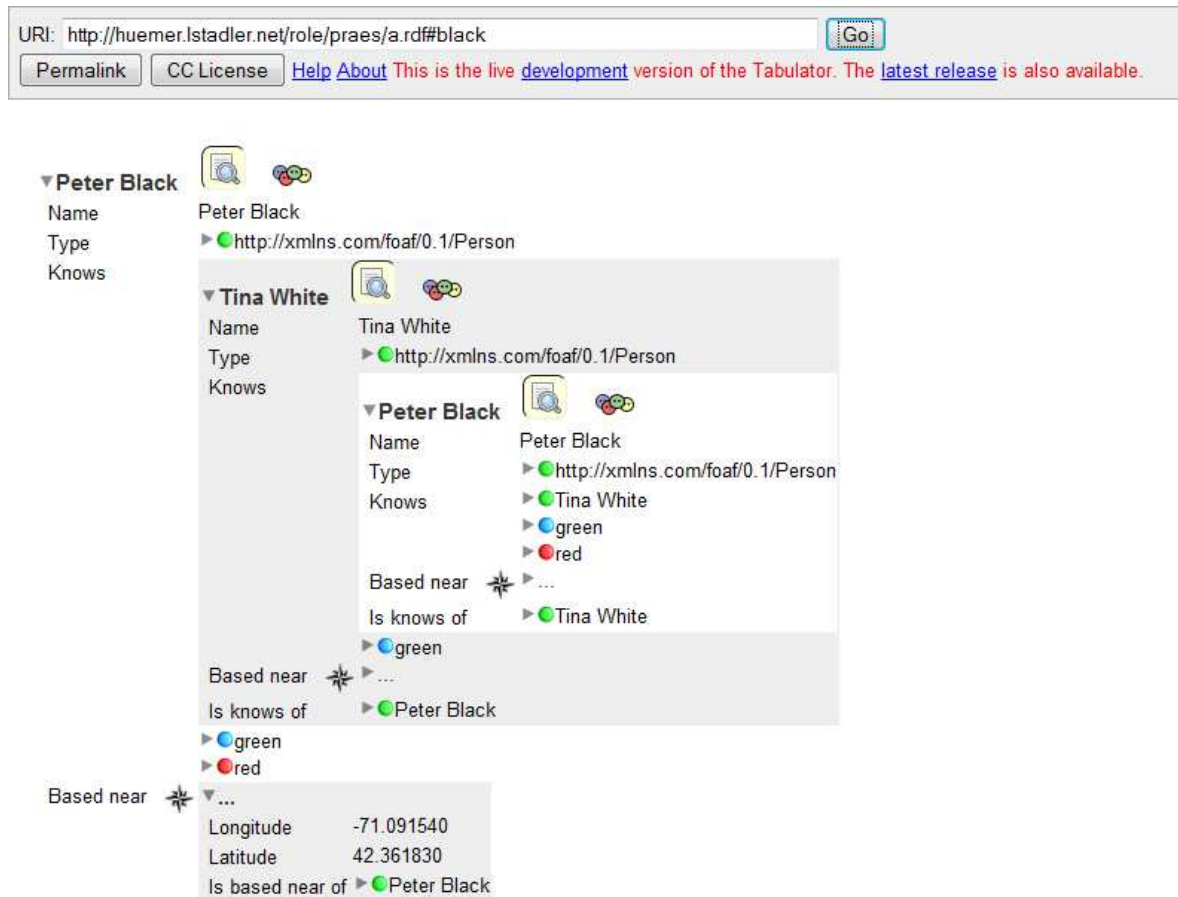 URI: http://huemer.lstadler.net/role/praes/a.rdf#black Go
Permalink CC License Help About This is the live development version of the Tabulator. The latest release is also available.
Peter Black
Name Peter Black
Type http://xmlns.com/foaf/0.1/Person
Knows
Tina White
Name Tina White
Type http://xmlns.com/foaf/0.1/Person
Knows
Peter Black
Name Peter Black
Type http://xmlns.com/foaf/0.1/Person
Knows Tina White
green
red
Based near ...
Is knows of Tina White
green
Based near ...
Is knows of Peter Black
green
red
Based near ...
Longitude -71.091540
Latitude 42.361830
Is based near of Peter Black